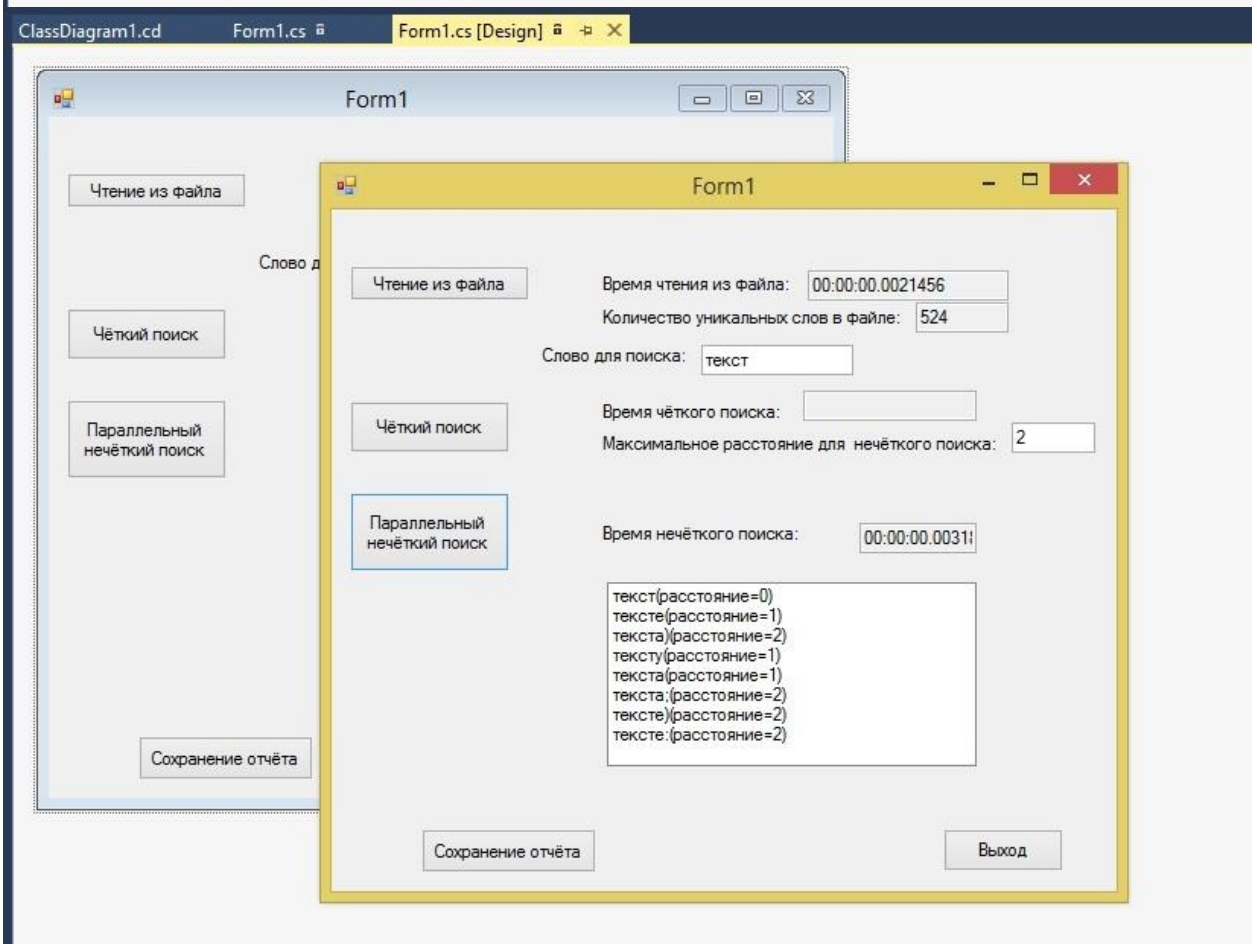 ClassDiagram1.cd
Form1.cs
Form1.cs [Design]
Form1
Чтение из файла
Слово д
Чёткий поиск
Параллельный
нечёткий поиск
Сохранение отчёта
Form1
Чтение из файла
Время чтения из файла: 00:00:00.0021456
Количество уникальных слов в файле: 524
Слово для поиска: текст
Чёткий поиск
Время чёткого поиска:
Максимальное расстояние для нечёткого поиска: 2
Параллельный
нечёткий поиск
Время нечёткого поиска: 00:00:00.0031
текст(расстояние=0)
тексте(расстояние=1)
текста)(расстояние=2)
тексту(расстояние=1)
текста(расстояние=1)
текста;(расстояние=2)
тексте)(расстояние=2)
тексте:(расстояние=2)
Сохранение отчёта
Выход